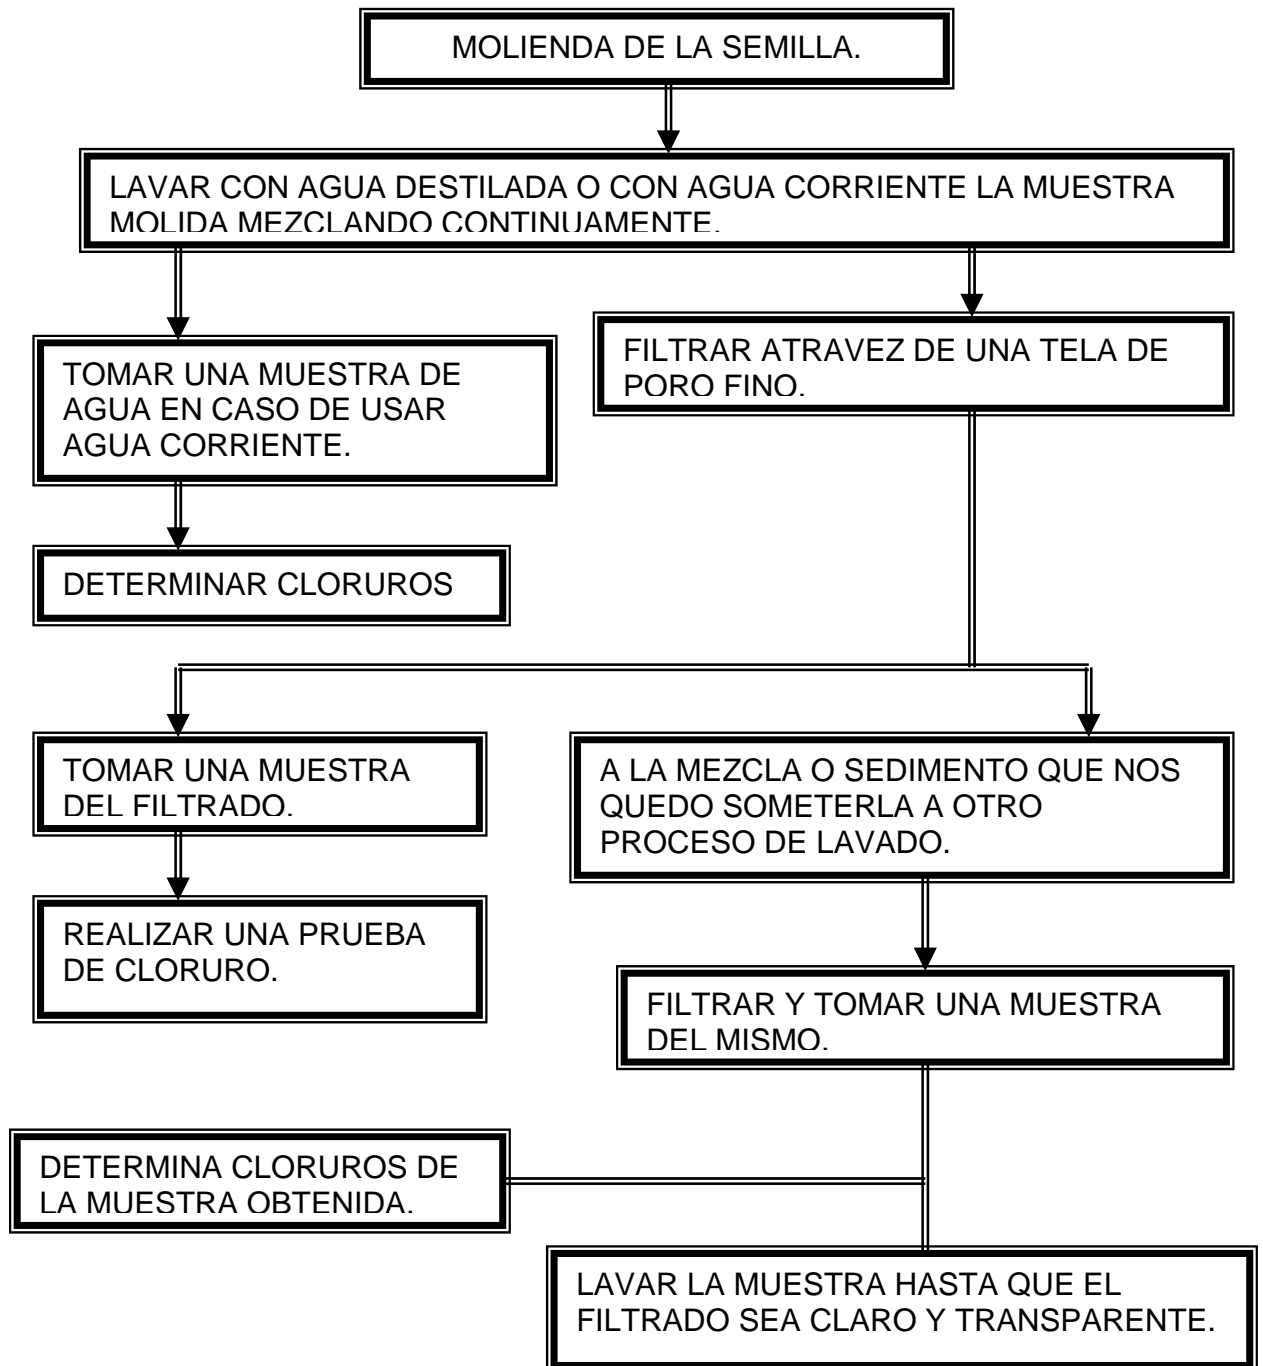 MOLIENDA DE LA SEMILLA.
LAVAR CON AGUA DESTILADA O CON AGUA CORRIENTE LA MUESTRA
MOLIDA MEZCLANDO CONTINUAMENTE.
TOMAR UNA MUESTRA DE
AGUA EN CASO DE USAR
AGUA CORRIENTE.
FILTRAR ATRAVEZ DE UNA TELA DE
PORO FINO.
DETERMINAR CLORUROS
TOMAR UNA MUESTRA
DEL FILTRADO.
A LA MEZCLA O SEDIMENTO QUE NOS
QUEDO SOMETERLA A OTRO
PROCESO DE LAVADO.
REALIZAR UNA PRUEBA
DE CLORURO.
FILTRAR Y TOMAR UNA MUESTRA
DEL MISMO.
DETERMINA CLORUROS DE
LA MUESTRA OBTENIDA.
LAVAR LA MUESTRA HASTA QUE EL
FILTRADO SEA CLARO Y TRANSPARENTE.